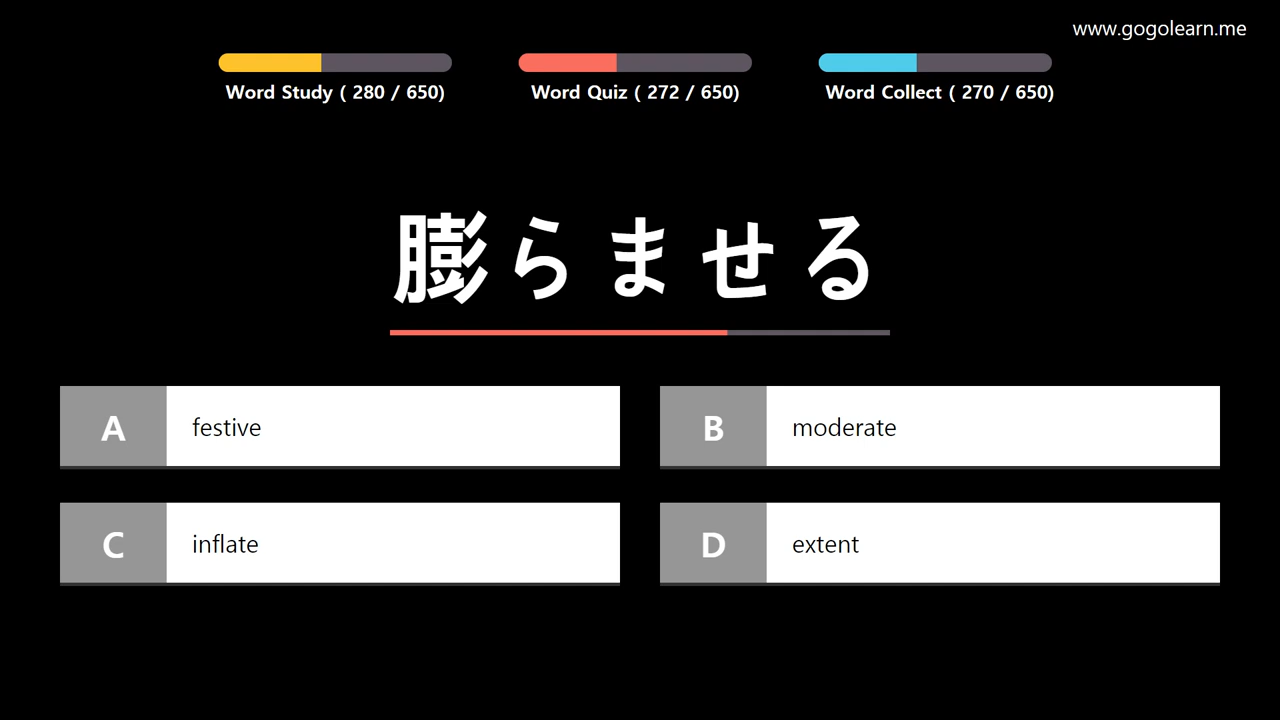 www.gogolearn.me
Word Study ( 280 / 650)
Word Quiz ( 272 / 650)
Word Collect ( 270 / 650)
膨らませる
A festive
B moderate
C inflate
D extent